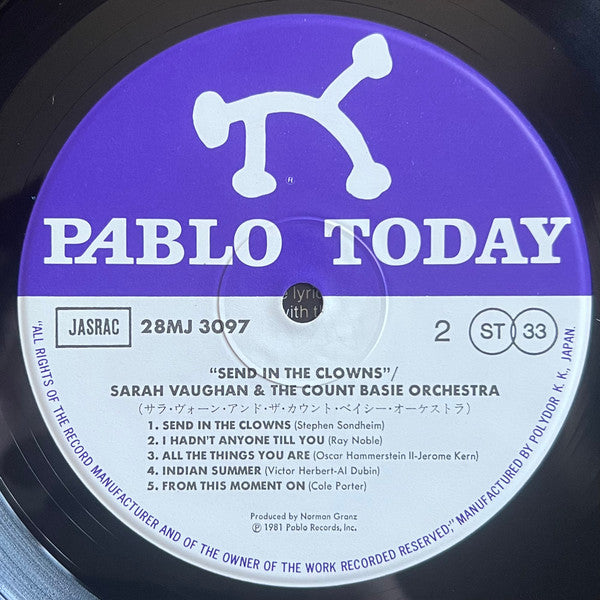 ®
PABLO TODAY
e lyric
with th
JASRAC 28MJ 3097 2 ST 33
"SEND IN THE CLOWNS"/
SARAH VAUGHAN & THE COUNT BASIE ORCHESTRA
(サラ・ヴォーン・アンド・ザ・カウント・ベイシー・オーケストラ)
1. SEND IN THE CLOWNS (Stephen Sondheim)
2. I HADN'T ANYONE TILL YOU (Ray Noble)
3. ALL THE THINGS YOU ARE (Oscar Hammerstein II-Jerome Kern)
4. INDIAN SUMMER (Victor Herbert-Al Dubin)
5. FROM THIS MOMENT ON (Cole Porter)
Produced by Norman Granz
℗ 1981 Pablo Records, Inc.
"ALL RIGHTS OF THE RECORD MANUFACTURER AND OF THE OWNER OF THE WORK RECORDED RESERVED," MANUFACTURED BY POLYDOR K. K., JAPAN.